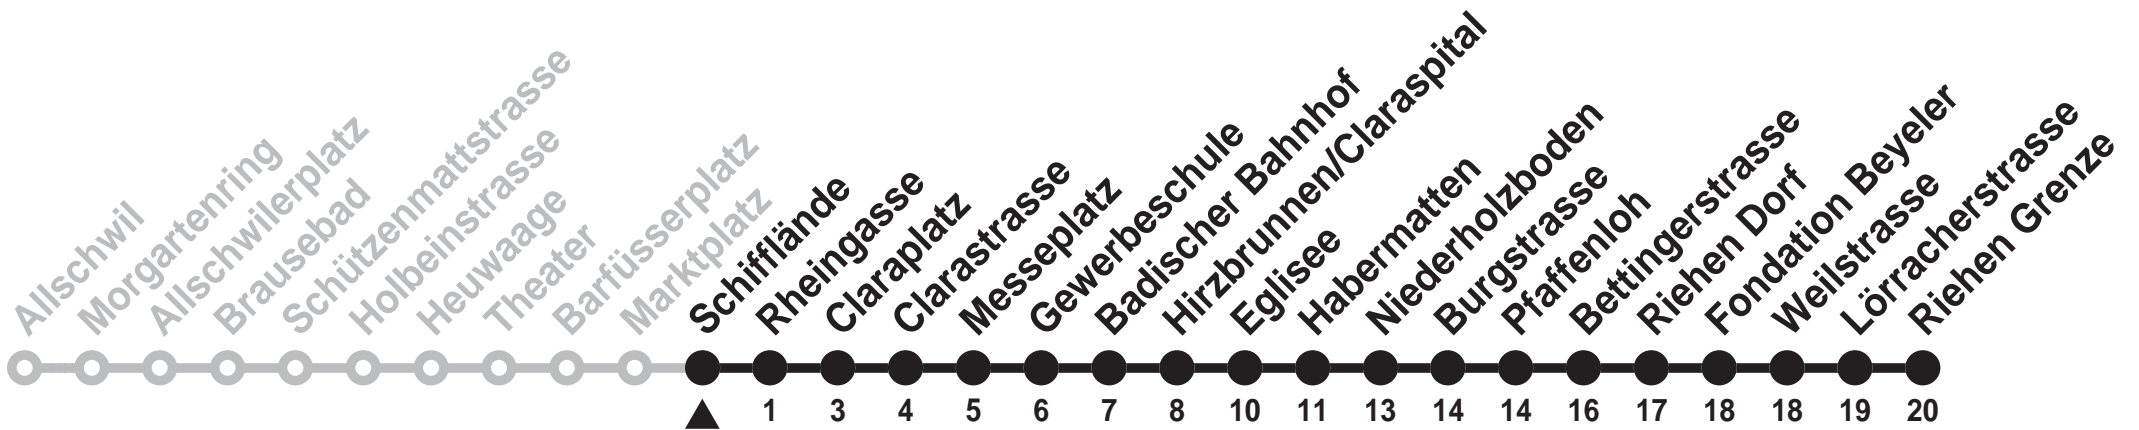 Allschwil
Morgartenring
Allschwilerplatz
Brausebad
Schützenmattstrasse
Holbeinstrasse
Heuwaage
Theater
Barfüsserplatz
Marktplatz
Schifflände
Rheingasse
Claraplatz
Clarastrasse
Messeplatz
Gewerbeschule
Badischer Bahnhof
Hirzbrunnen/Claraspital
Eglisee
Habermatten
Niederholzboden
Burgstrasse
Pfaffenloh
Bettingerstrasse
Riehen Dorf
Fondation Beyeler
Weilstrasse
Lörracherstrasse
Riehen Grenze
1 3 4 5 6 7 8 10 11 13 14 14 16 17 18 18 19 20